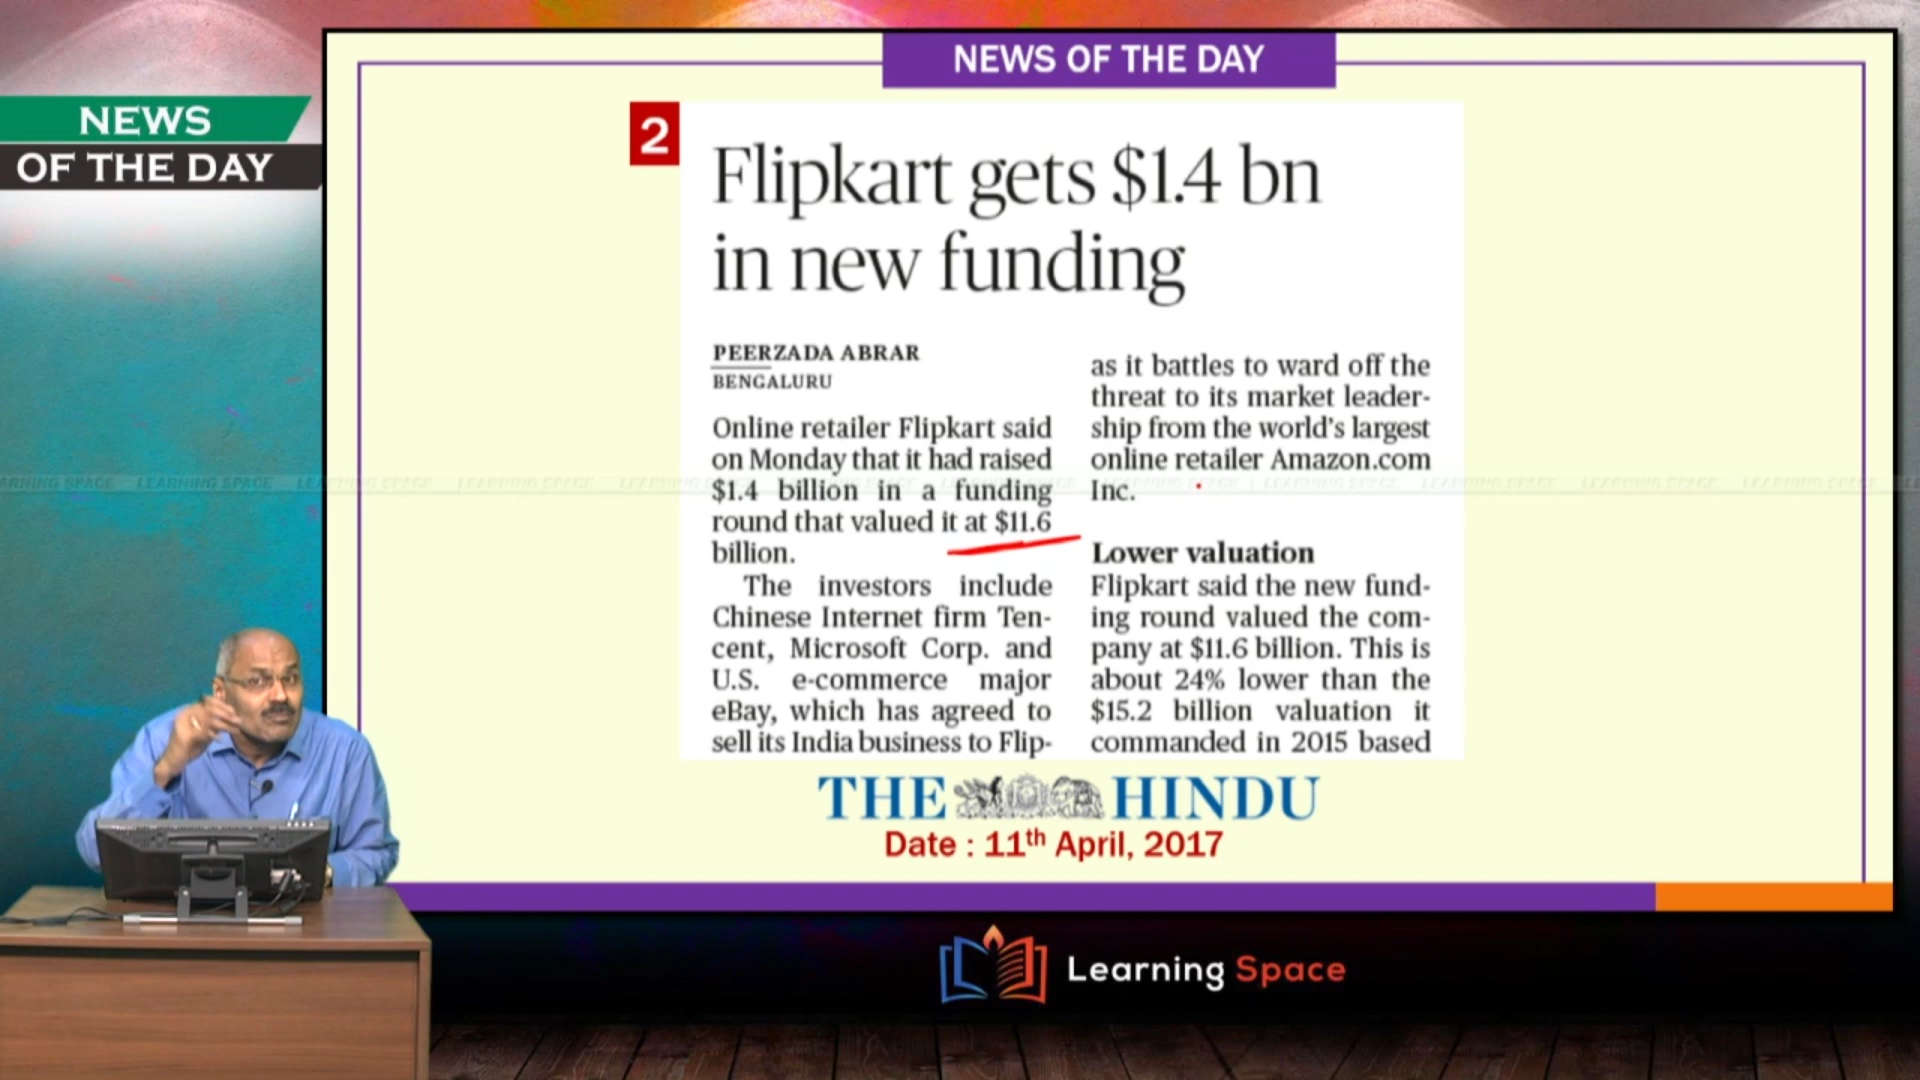 NEWS OF THE DAY
NEWS
OF THE DAY
2
Flipkart gets $1.4 bn
in new funding
PEERZADA ABRAR
BENGALURU
Online retailer Flipkart said
on Monday that it had raised
$1.4 billion in a funding
round that valued it at $11.6
billion.
The investors include
Chinese Internet firm Ten-
cent, Microsoft Corp. and
U.S. e-commerce major
eBay, which has agreed to
sell its India business to Flip-
as it battles to ward off the
threat to its market leader-
ship from the world's largest
online retailer Amazon.com
Inc.
Lower valuation
Flipkart said the new fund-
ing round valued the com-
pany at $11.6 billion. This is
about 24% lower than the
$15.2 billion valuation it
commanded in 2015 based
LEARNING SPACE LEARNING SPACE
THE HINDU
Date : 11th April, 2017
Learning Space